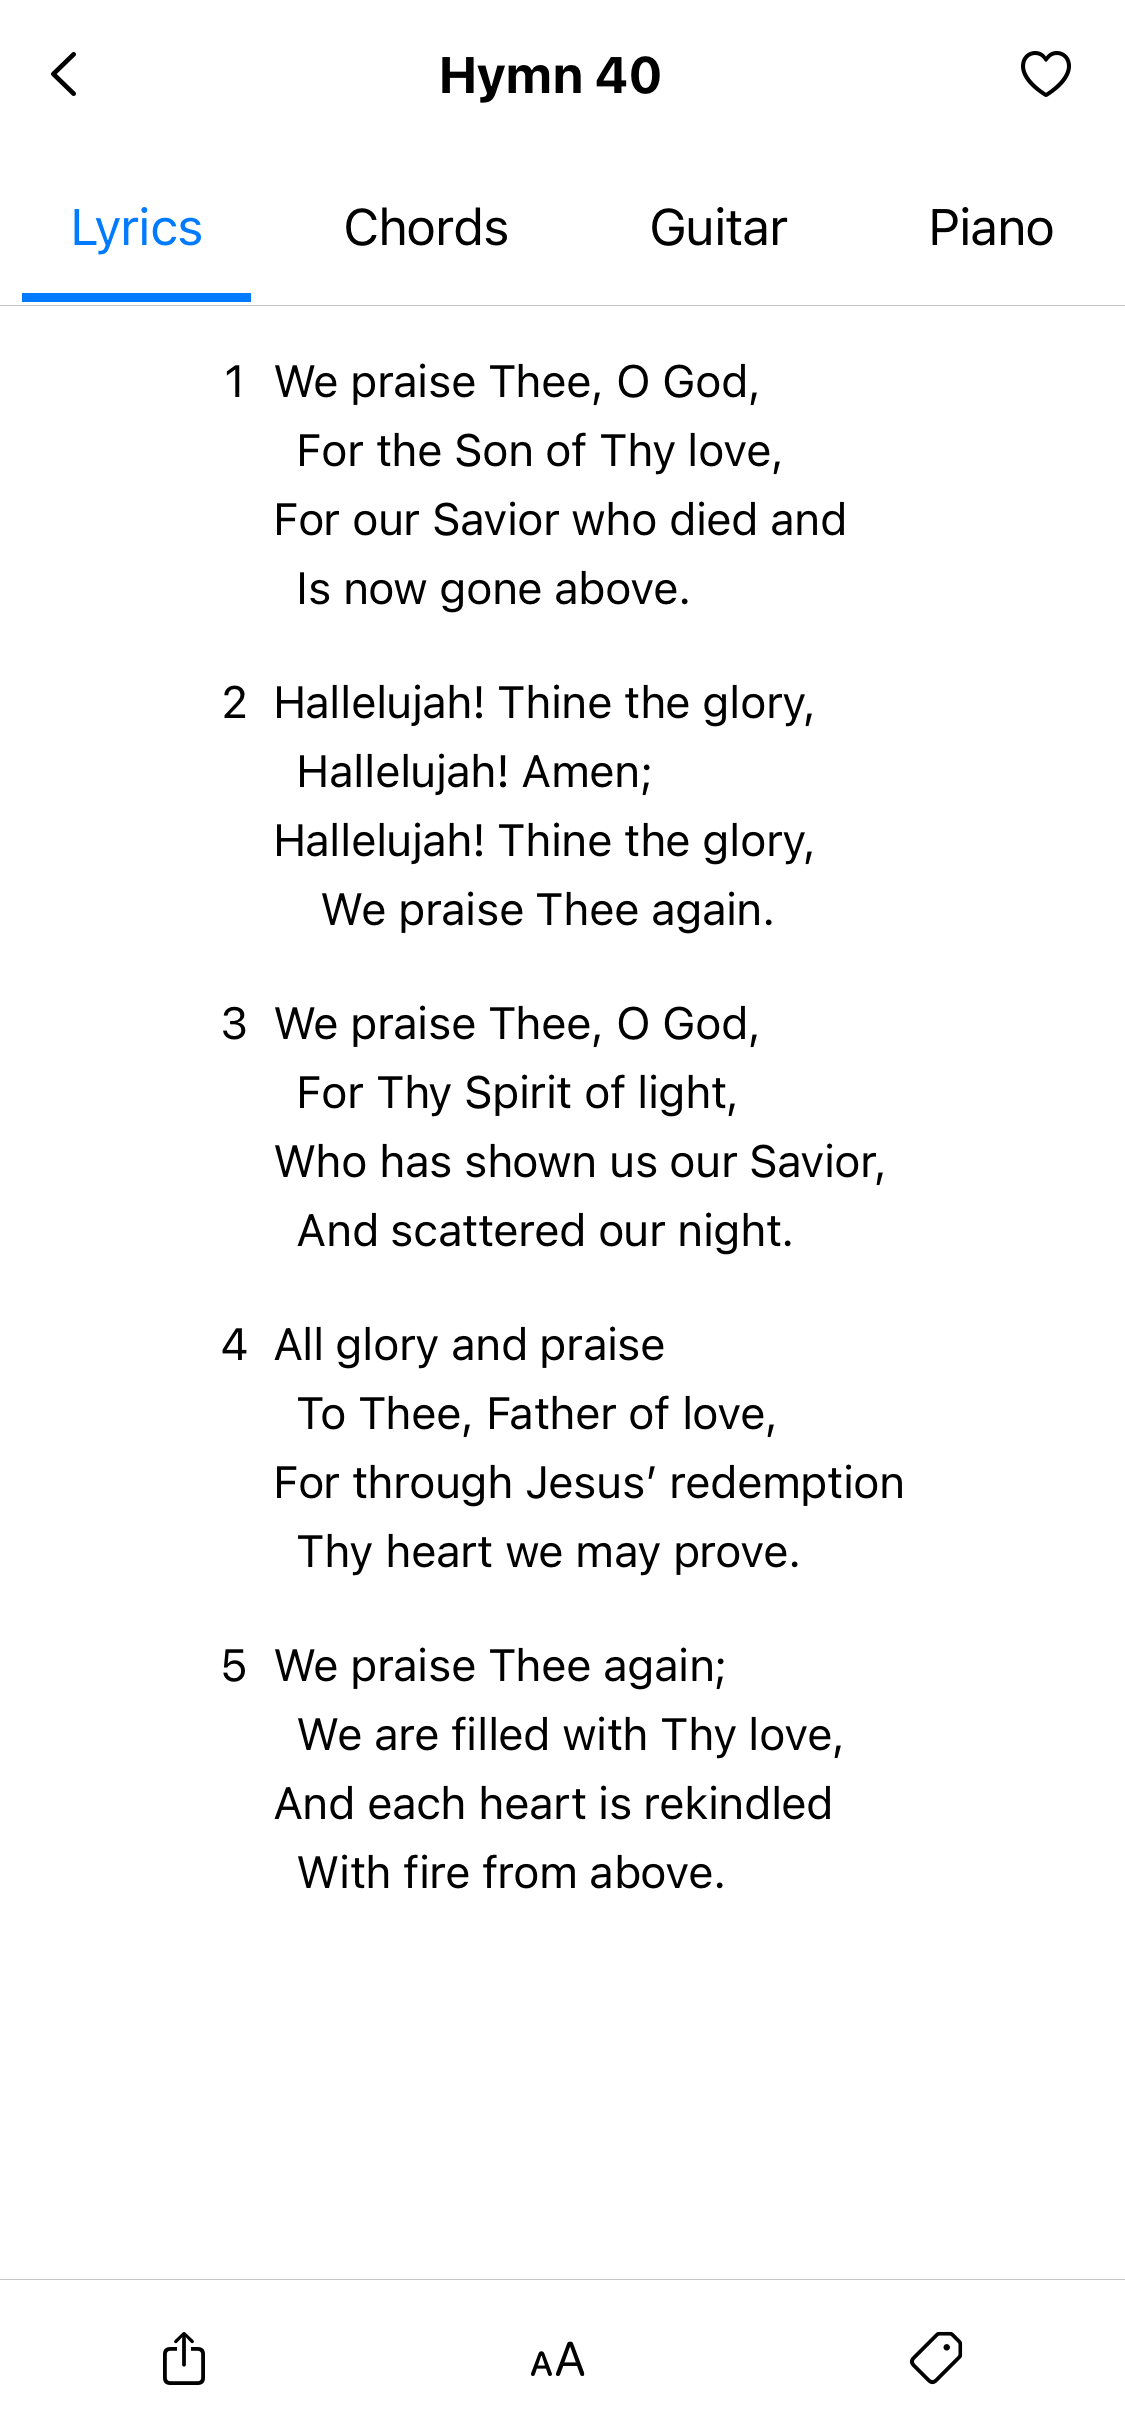 Hymn 40
Lyrics Chords Guitar Piano
1 We praise Thee, O God,
For the Son of Thy love,
For our Savior who died and
Is now gone above.
2 Hallelujah! Thine the glory,
Hallelujah! Amen;
Hallelujah! Thine the glory,
We praise Thee again.
3 We praise Thee, O God,
For Thy Spirit of light,
Who has shown us our Savior,
And scattered our night.
4 All glory and praise
To Thee, Father of love,
For through Jesus’ redemption
Thy heart we may prove.
5 We praise Thee again;
We are filled with Thy love,
And each heart is rekindled
With fire from above.
AA